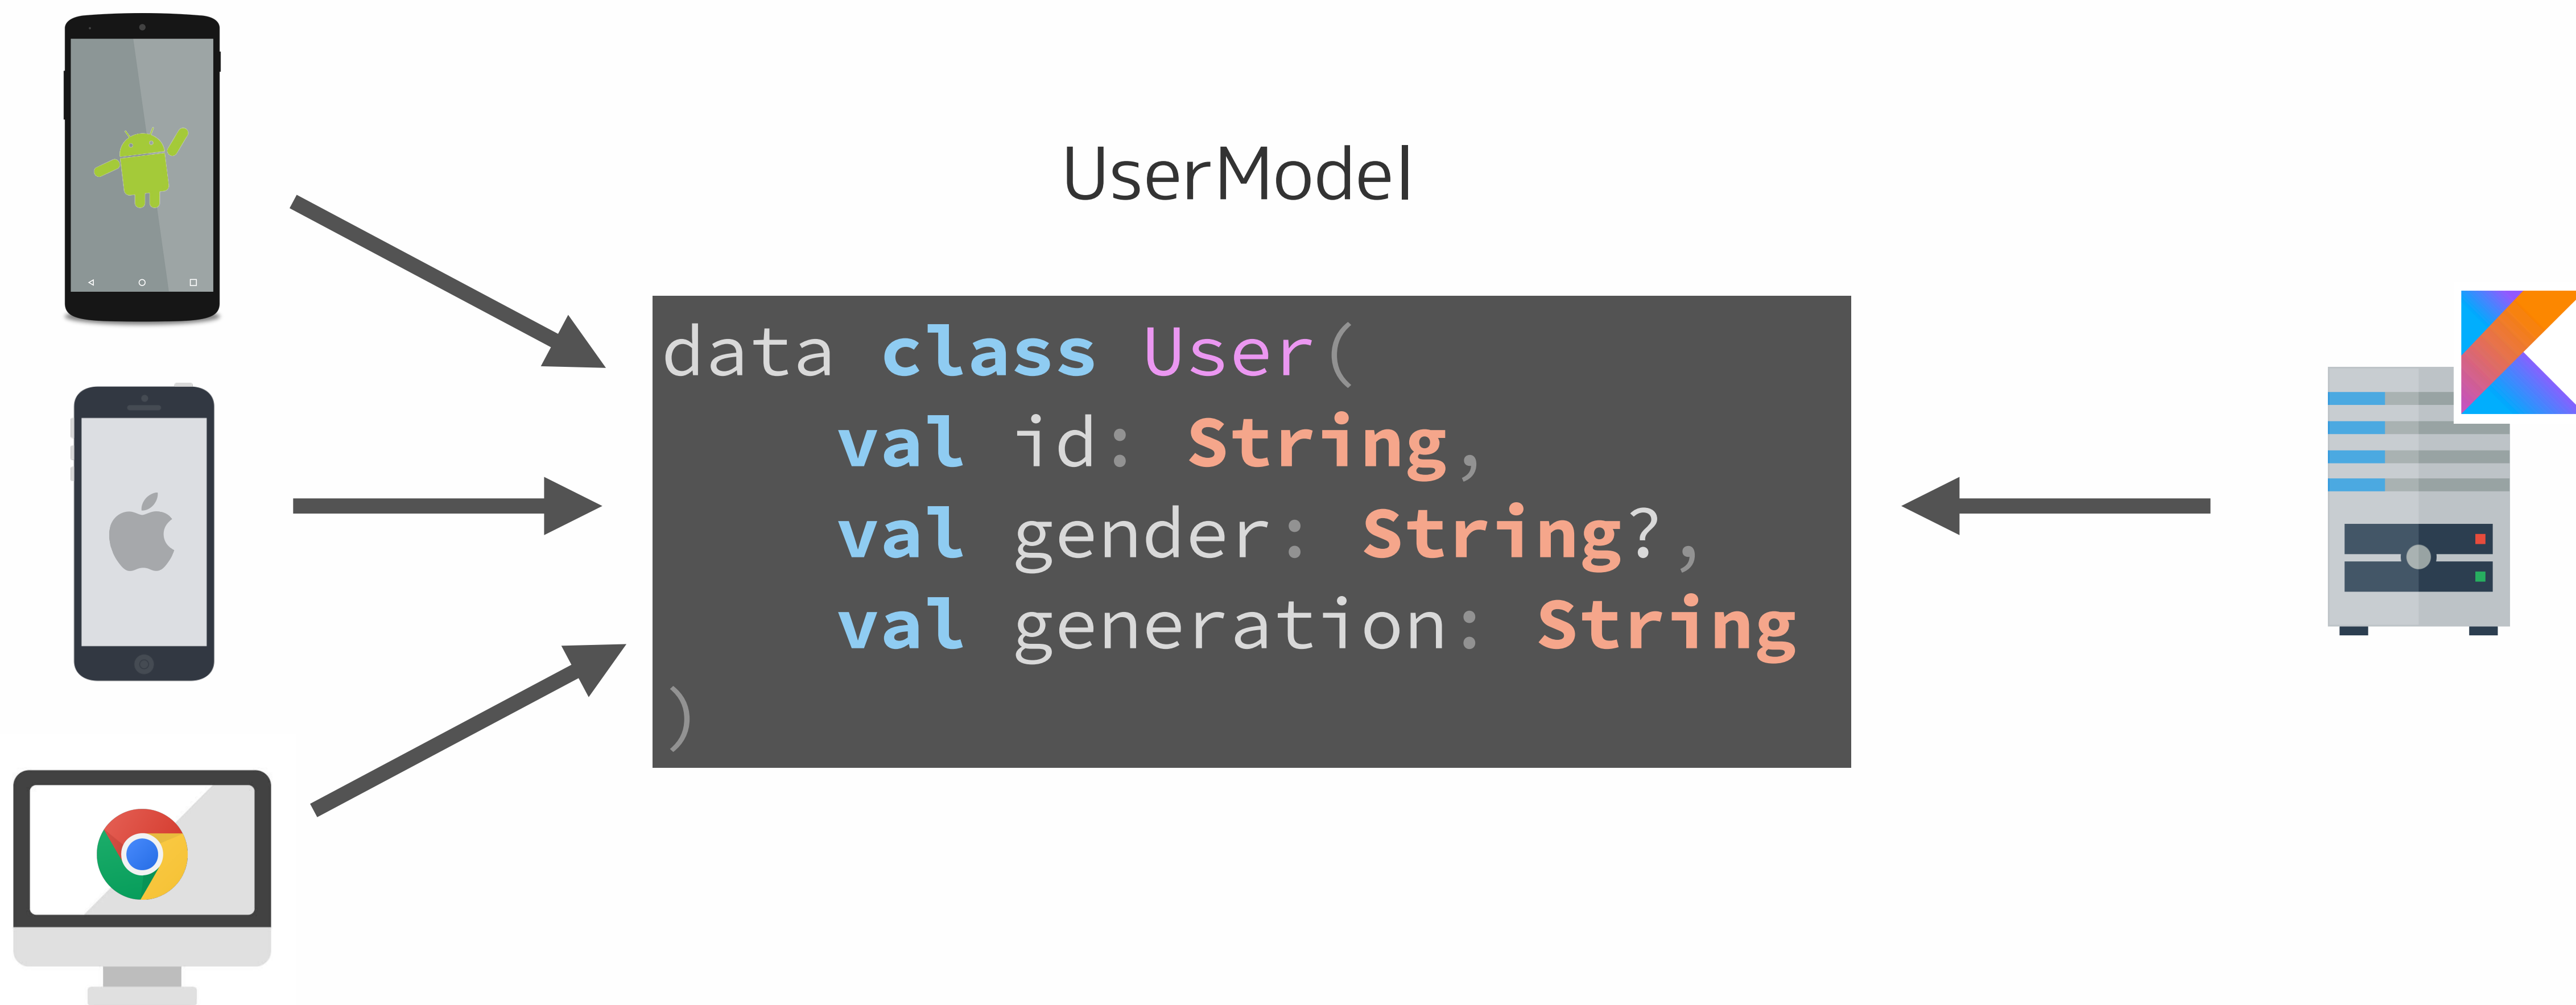 UserModel
data class User(
    val id: String,
    val gender: String?,
    val generation: String
)